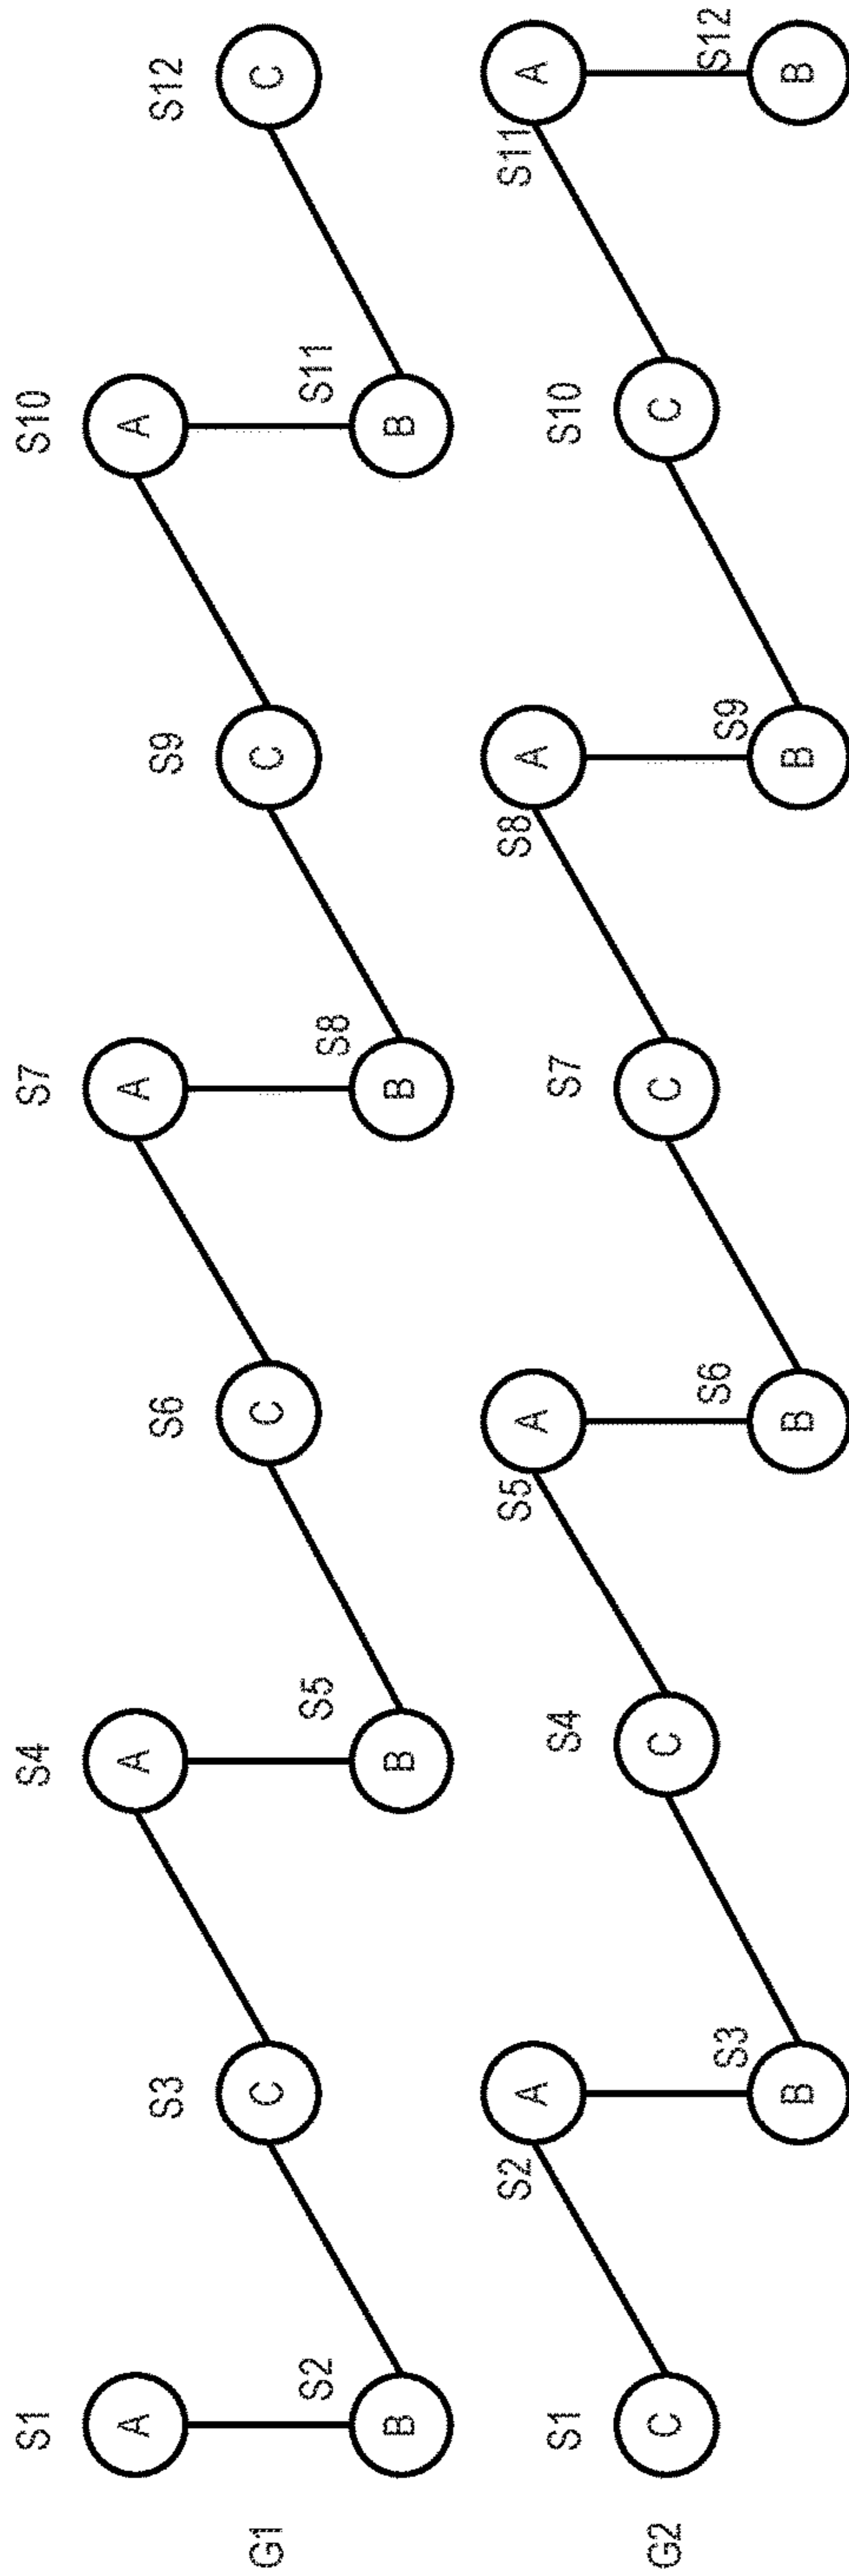 S1 S4 S7 S10
A A A A
S3 S6 S9 S12
G1 C C C C
S2 S5 S8 S11
B B B B
S2 S5 S8 S11
A A A A
S1 S4 S7 S10
G2 C C C C
S3 S6 S9 S12
B B B B